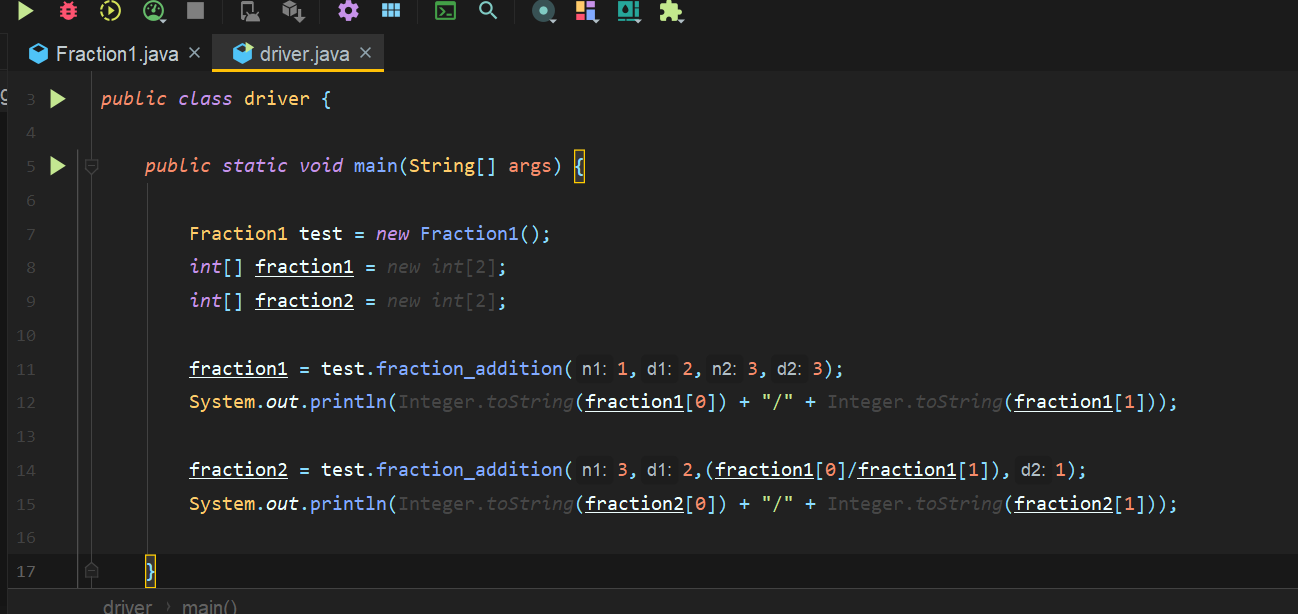 Fraction1.java × driver.java ×
3 public class driver {
4
5 public static void main(String[] args) {
6
7 Fraction1 test = new Fraction1();
8 int[] fraction1 = new int[2];
9 int[] fraction2 = new int[2];
10
11 fraction1 = test.fraction_addition( n1: 1, d1: 2, n2: 3, d2: 3);
12 System.out.println(Integer.toString(fraction1[0]) + "/" + Integer.toString(fraction1[1]));
13
14 fraction2 = test.fraction_addition( n1: 3, d1: 2,(fraction1[0]/fraction1[1]), d2: 1);
15 System.out.println(Integer.toString(fraction2[0]) + "/" + Integer.toString(fraction2[1]));
16
17 }
driver › main()